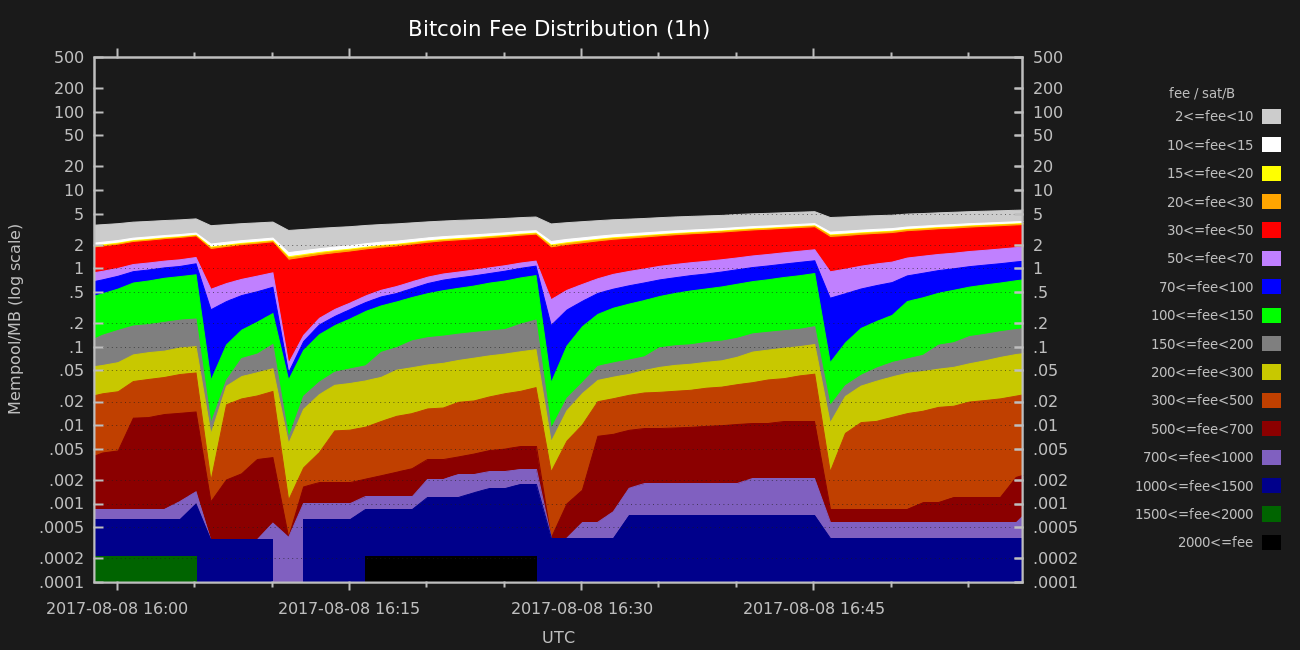 Bitcoin Fee Distribution (1h)
500
200
100
50
20
10
5
2
1
.5
.2
.1
.05
.02
.01
.005
.002
.001
.0005
.0002
.0001
Mempool/MB (log scale)
500
200
100
50
20
10
5
2
1
.5
.2
.1
.05
.02
.01
.005
.002
.001
.0005
.0002
.0001
2017-08-08 16:00
2017-08-08 16:15
2017-08-08 16:30
2017-08-08 16:45
UTC
fee / sat/B
2<=fee<10
10<=fee<15
15<=fee<20
20<=fee<30
30<=fee<50
50<=fee<70
70<=fee<100
100<=fee<150
150<=fee<200
200<=fee<300
300<=fee<500
500<=fee<700
700<=fee<1000
1000<=fee<1500
1500<=fee<2000
2000<=fee